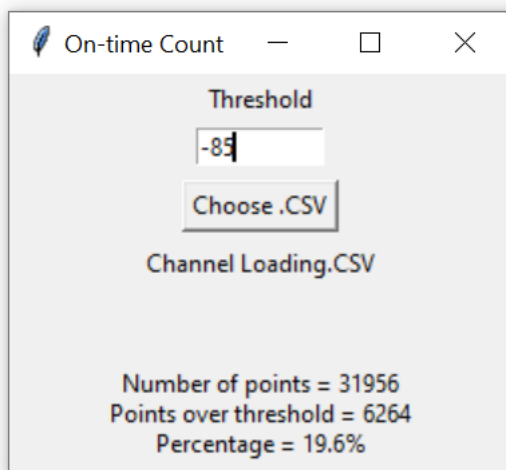 On-time Count
Threshold
-85
Choose .CSV
Channel Loading.CSV
Number of points = 31956
Points over threshold = 6264
Percentage = 19.6%